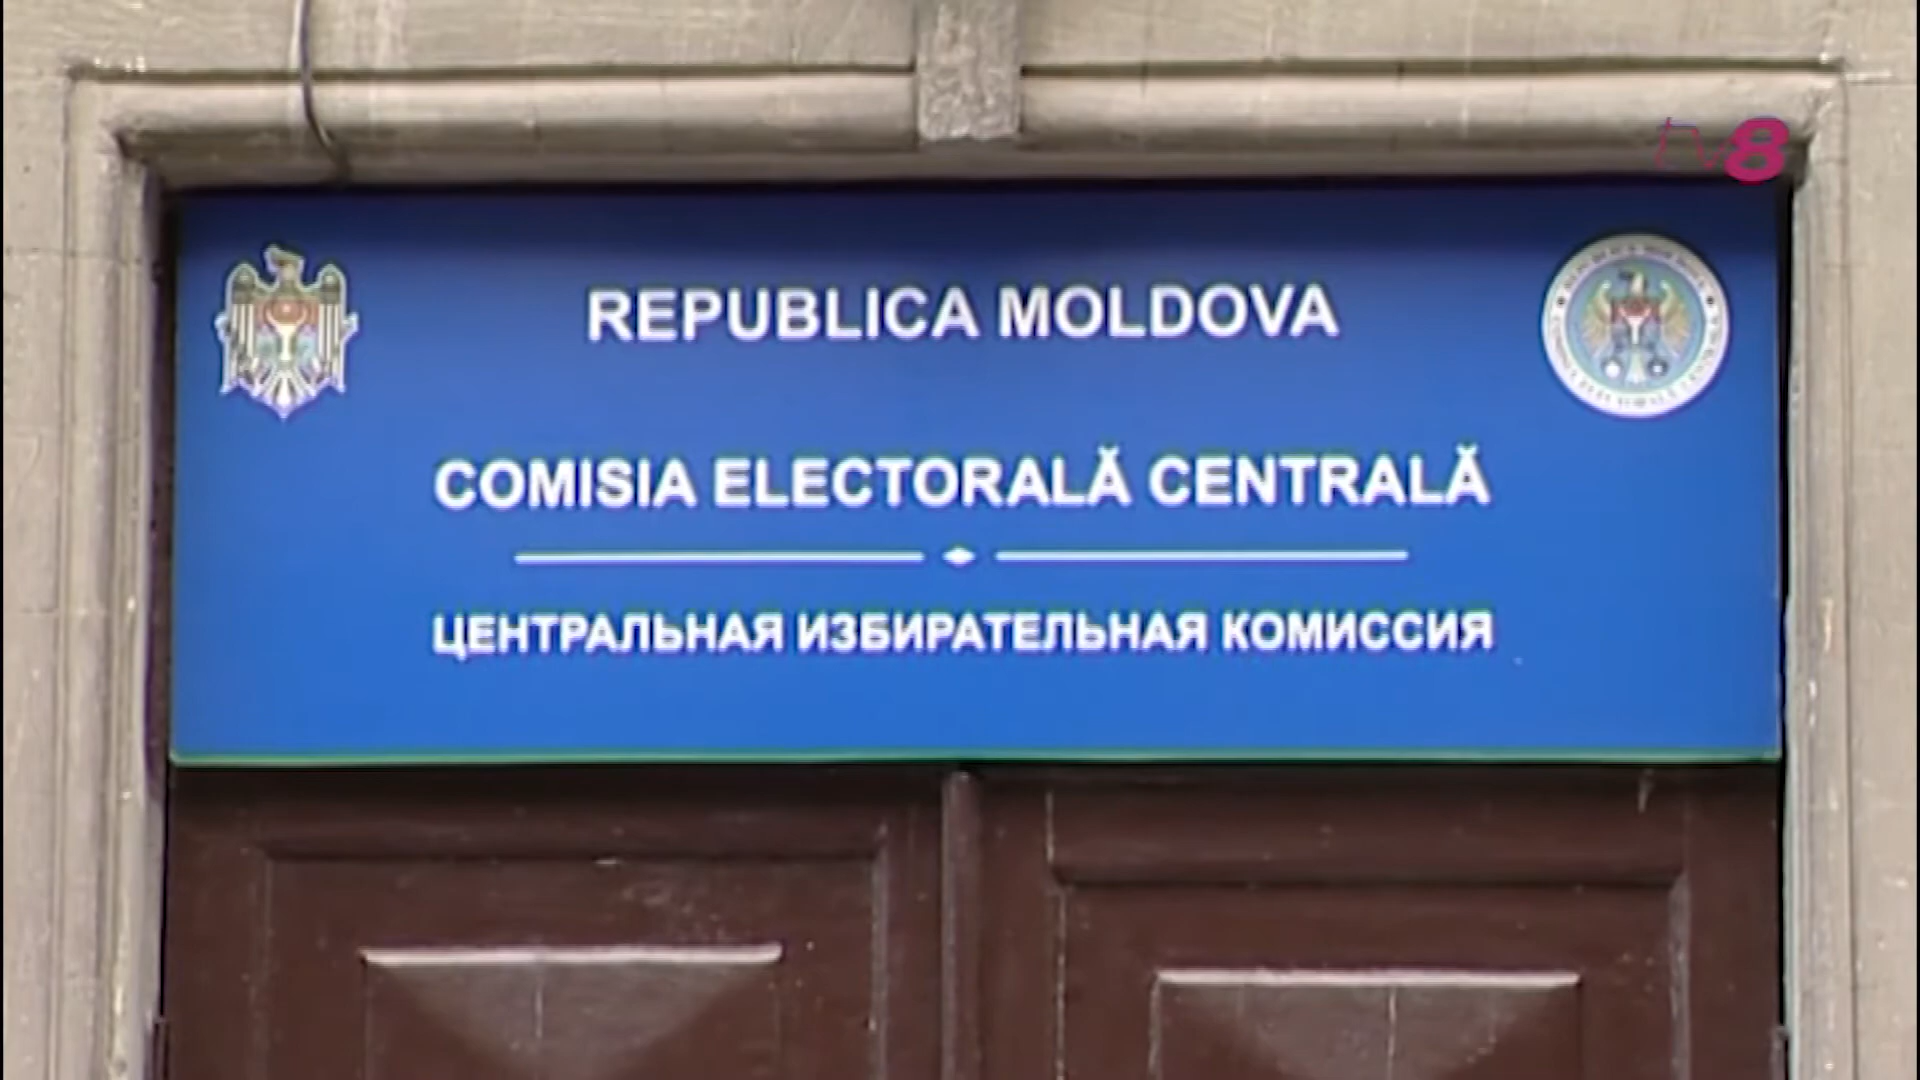 tv8
REPUBLICA MOLDOVA
COMISIA ELECTORALĂ CENTRALĂ
ЦЕНТРАЛЬНАЯ ИЗБИРАТЕЛЬНАЯ КОМИССИЯ